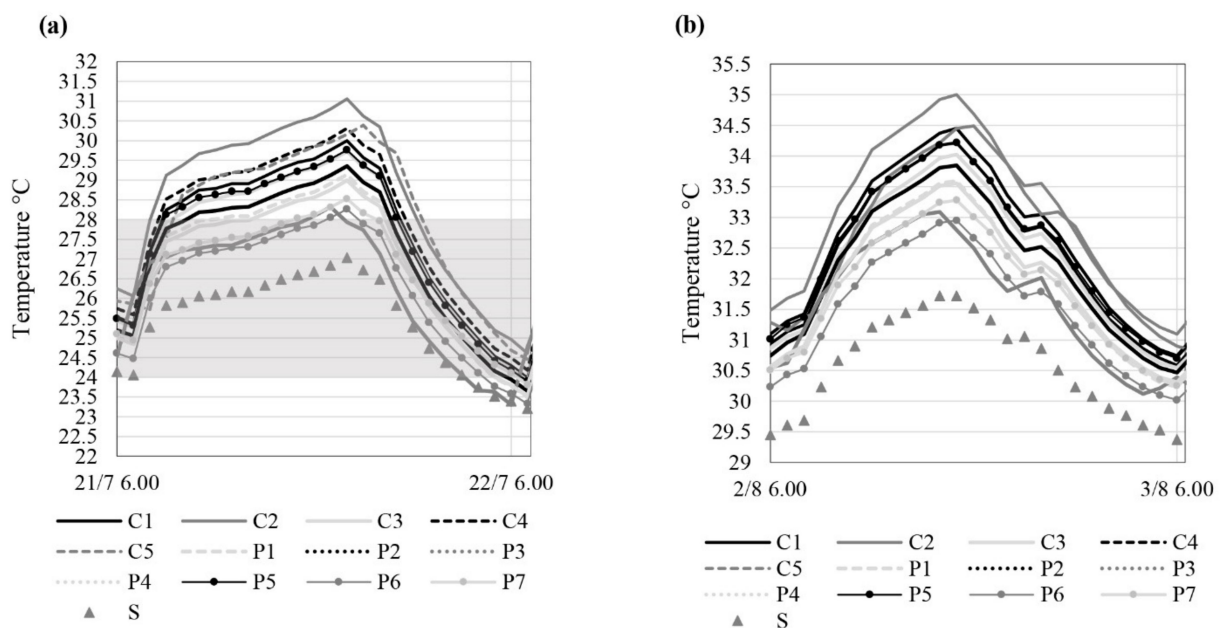 (a)
Temperature °C
32
31.5
31
30.5
30
29.5
29
28.5
28
27.5
27
26.5
26
25.5
25
24.5
24
23.5
23
22.5
22
21/7 6.00 22/7 6.00
C1 C2 C3 C4
C5 P1 P2 P3
P4 P5 P6 P7
S
(b)
Temperature °C
35.5
35
34.5
34
33.5
33
32.5
32
31.5
31
30.5
30
29.5
29
2/8 6.00 3/8 6.00
C1 C2 C3 C4
C5 P1 P2 P3
P4 P5 P6 P7
S